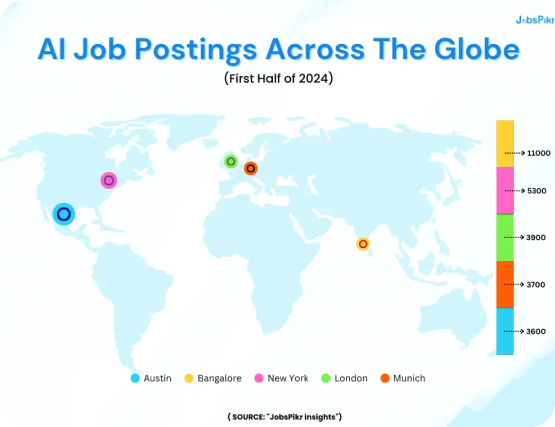 JobsPikr
AI Job Postings Across The Globe
(First Half of 2024)
11000
5300
3900
3700
3600
Austin Bangalore New York London Munich
( SOURCE: "JobsPikr insights")